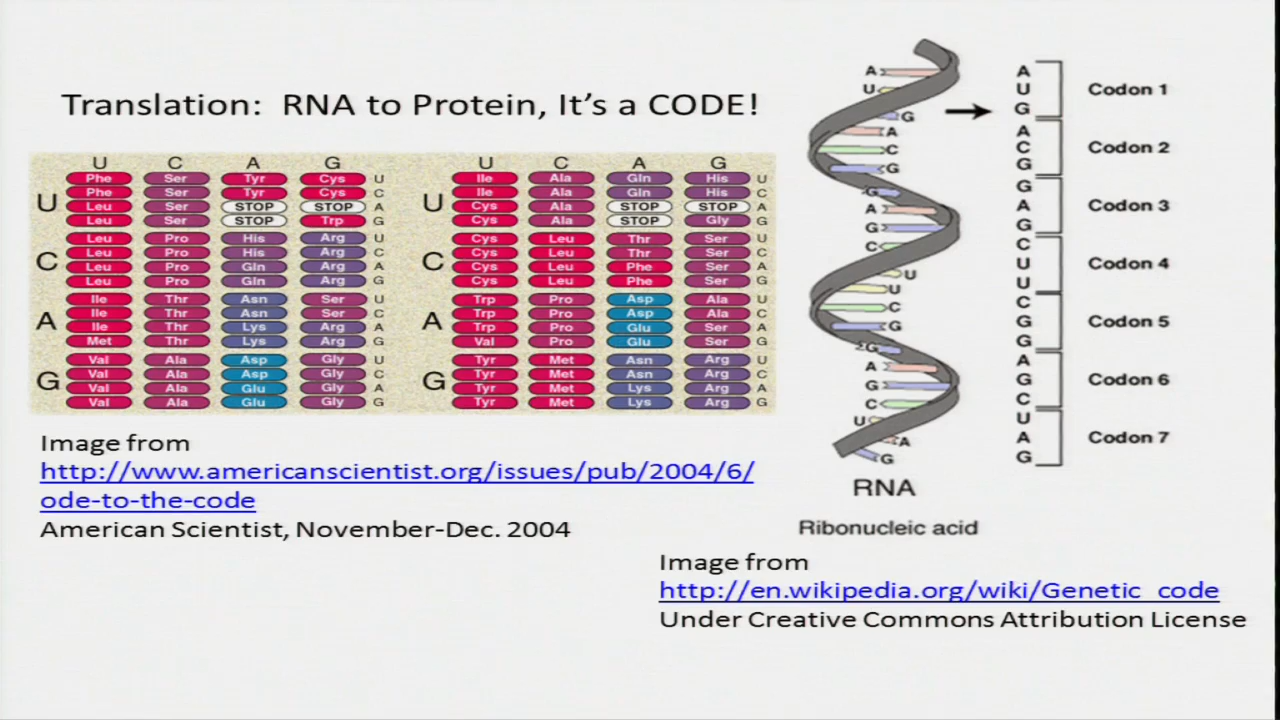 Translation: RNA to Protein, It's a CODE!
U C A G
U Phe Ser Tyr Cys U
Phe Ser Tyr Cys C
Leu Ser STOP STOP A
Leu Ser STOP Trp G
C Leu Pro His Arg U
Leu Pro His Arg C
Leu Pro Gln Arg A
Leu Pro Gln Arg G
A Ile Thr Asn Ser U
Ile Thr Asn Ser C
Ile Thr Lys Arg A
Met Thr Lys Arg G
G Val Ala Asp Gly U
Val Ala Asp Gly C
Val Ala Glu Gly A
Val Ala Glu Gly G
U C A G
U Ile Ala Gln His U
Ile Ala Gln His C
Cys Ala STOP STOP A
Cys Ala STOP Gly G
C Cys Leu Thr Ser U
Cys Leu Thr Ser C
Cys Leu Phe Ser A
Cys Leu Phe Ser G
A Trp Pro Asp Ala U
Trp Pro Asp Ala C
Trp Pro Glu Ser A
Val Pro Glu Ser G
G Tyr Met Asn Arg U
Tyr Met Asn Arg C
Tyr Met Lys Arg A
Tyr Met Lys Arg G
Image from
http://www.americanscientist.org/issues/pub/2004/6/
ode-to-the-code
American Scientist, November-Dec. 2004
A
U
G
A
C
G
G
A
G
C
U
U
C
G
G
A
G
C
U
A
G
RNA
Ribonucleic acid
A
U Codon 1
G
A
C Codon 2
G
G
A Codon 3
G
C
U Codon 4
U
C
G Codon 5
G
A
G Codon 6
C
U
A Codon 7
G
Image from
http://en.wikipedia.org/wiki/Genetic_code
Under Creative Commons Attribution License